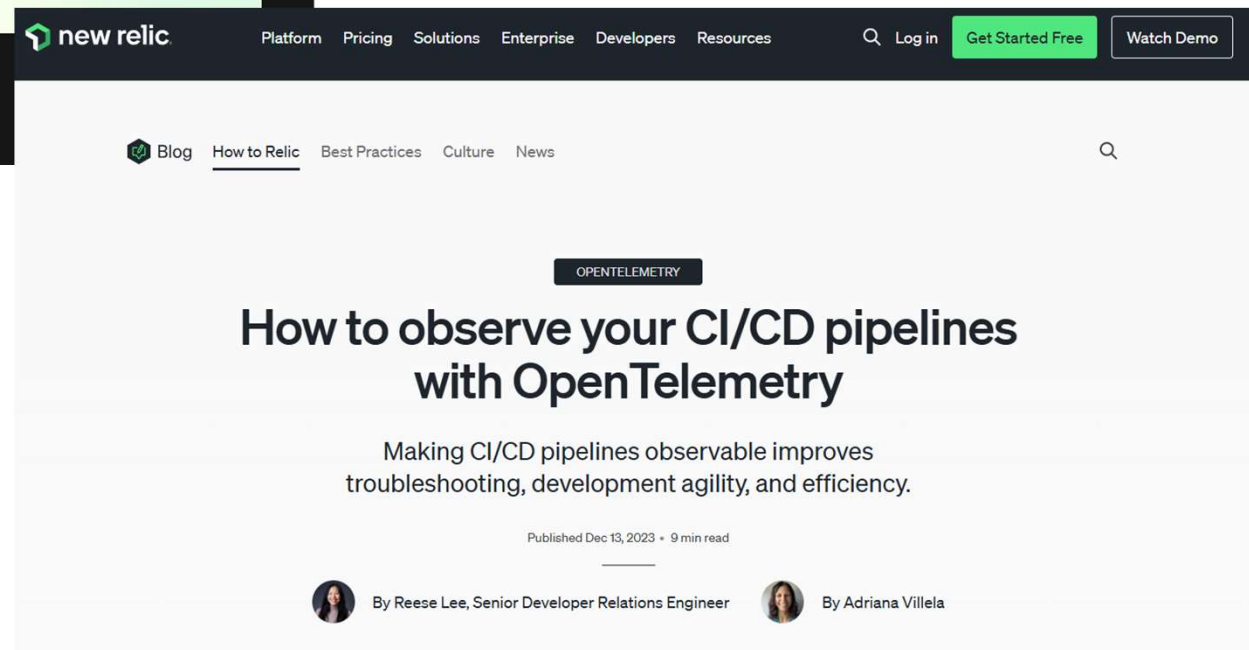 new relic.
Platform Pricing Solutions Enterprise Developers Resources Log in Get Started Free Watch Demo
Blog How to Relic Best Practices Culture News
OPENTELEMETRY
How to observe your CI/CD pipelines
with OpenTelemetry
Making CI/CD pipelines observable improves
troubleshooting, development agility, and efficiency.
Published Dec 13, 2023 • 9 min read
By Reese Lee, Senior Developer Relations Engineer By Adriana Villela